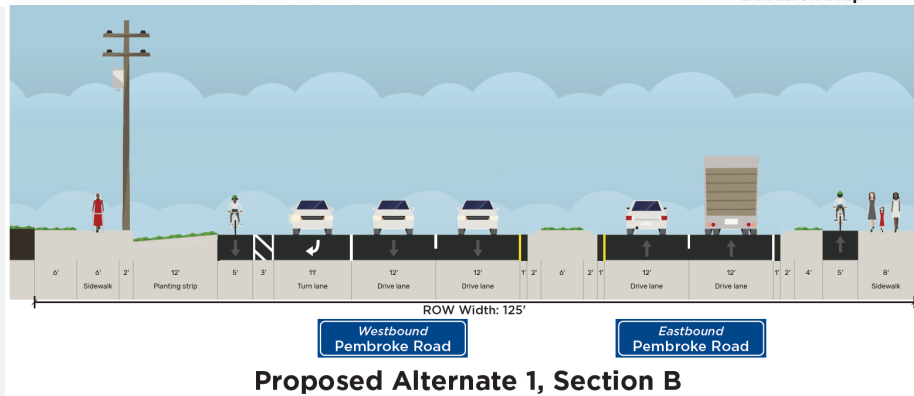 6' 6' 2' 12' 5' 3' 11' 12' 12' 1' 2' 6' 2' 1' 12' 12' 1' 2' 4' 5' 8'
Sidewalk Planting strip Turn lane Drive lane Drive lane Drive lane Drive lane Sidewalk
ROW Width: 125'
Westbound
Pembroke Road
Eastbound
Pembroke Road
Proposed Alternate 1, Section B